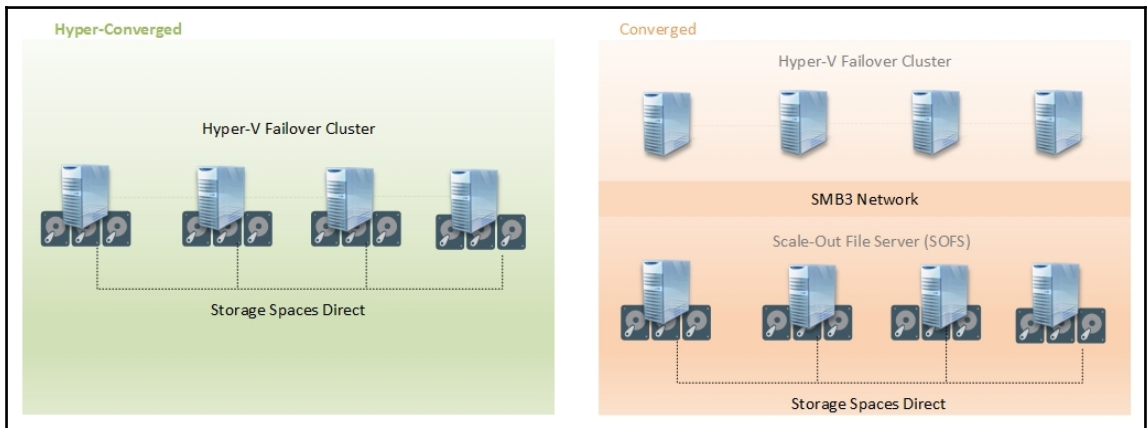 Hyper-Converged
Hyper-V Failover Cluster
Storage Spaces Direct
Converged
Hyper-V Failover Cluster
SMB3 Network
Scale-Out File Server (SOFS)
Storage Spaces Direct